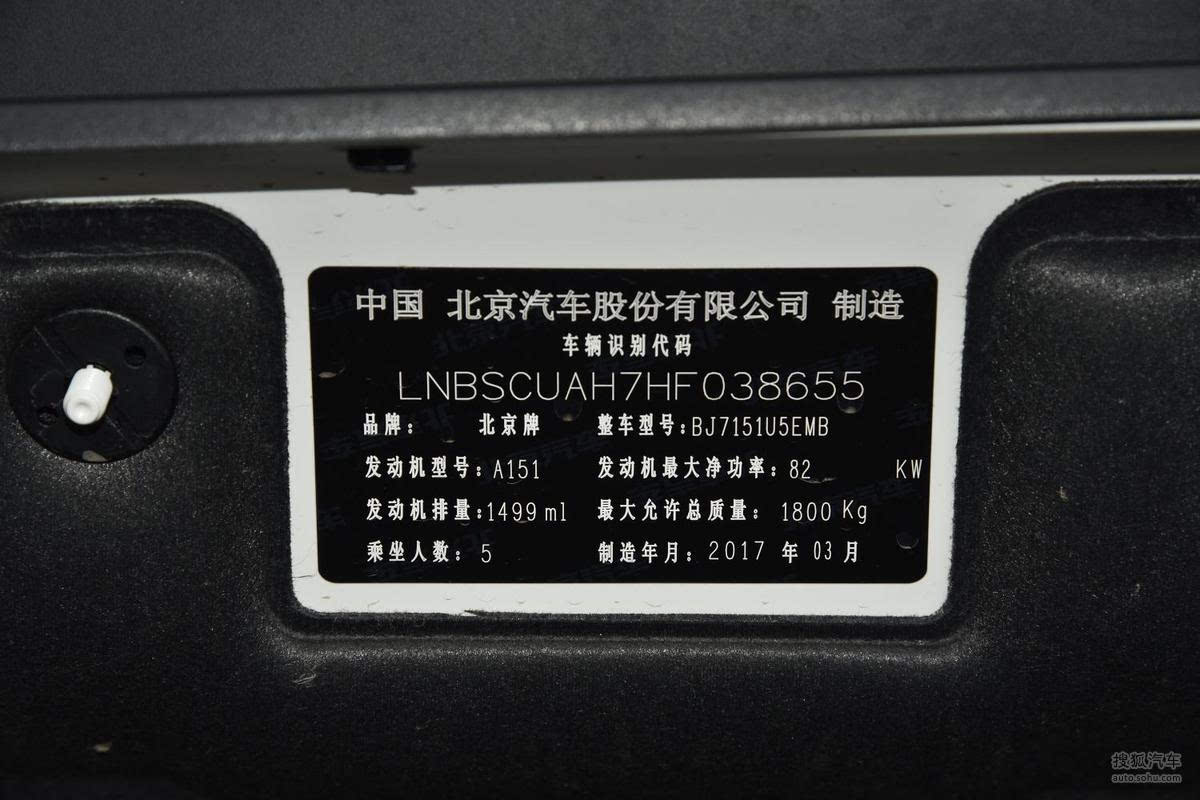 中国 北京汽车股份有限公司 制造
车辆识别代码
LNBSCUAH7HF038655
品牌： 北京牌 整车型号:BJ7151U5EMB
发动机型号:A151 发动机最大净功率:82 KW
发动机排量:1499ml 最大允许总质量: 1800Kg
乘坐人数: 5 制造年月: 2017 年 03 月
搜狐汽车
auto.sohu.com